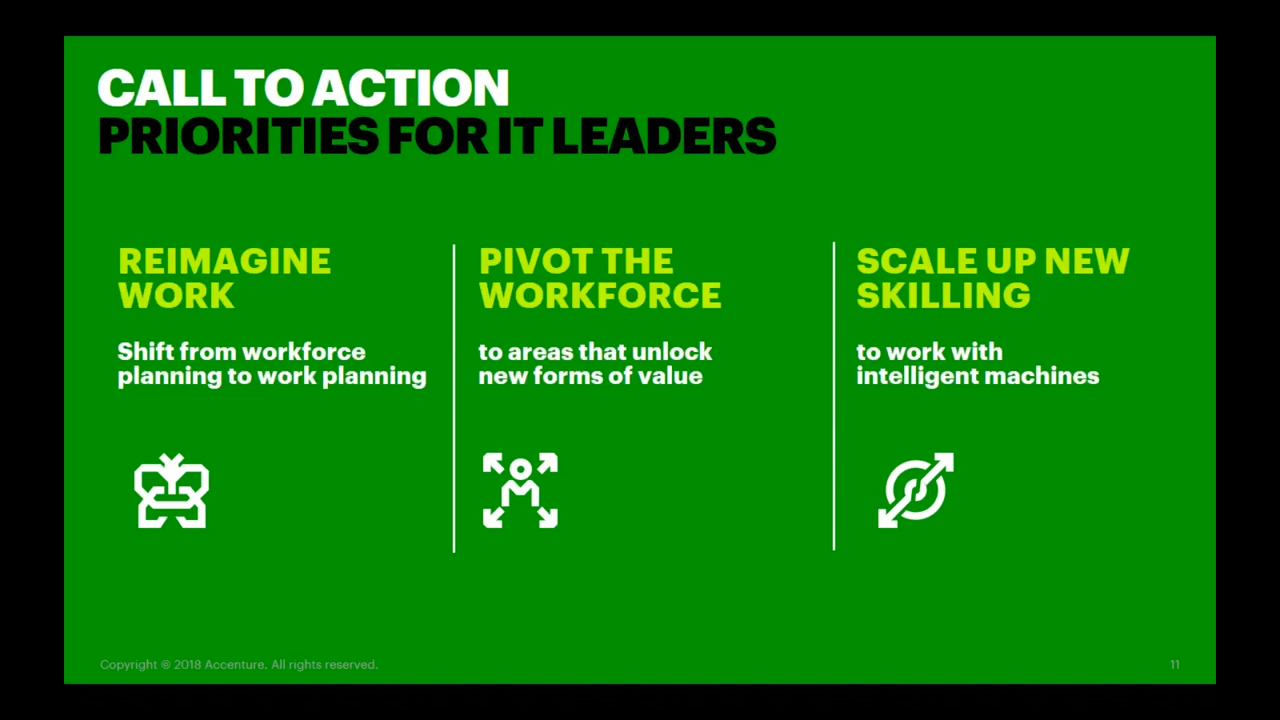 CALL TO ACTION
PRIORITIES FOR IT LEADERS
REIMAGINE
WORK
Shift from workforce
planning to work planning
PIVOT THE
WORKFORCE
to areas that unlock
new forms of value
SCALE UP NEW
SKILLING
to work with
intelligent machines
Copyright © 2018 Accenture. All rights reserved.
11